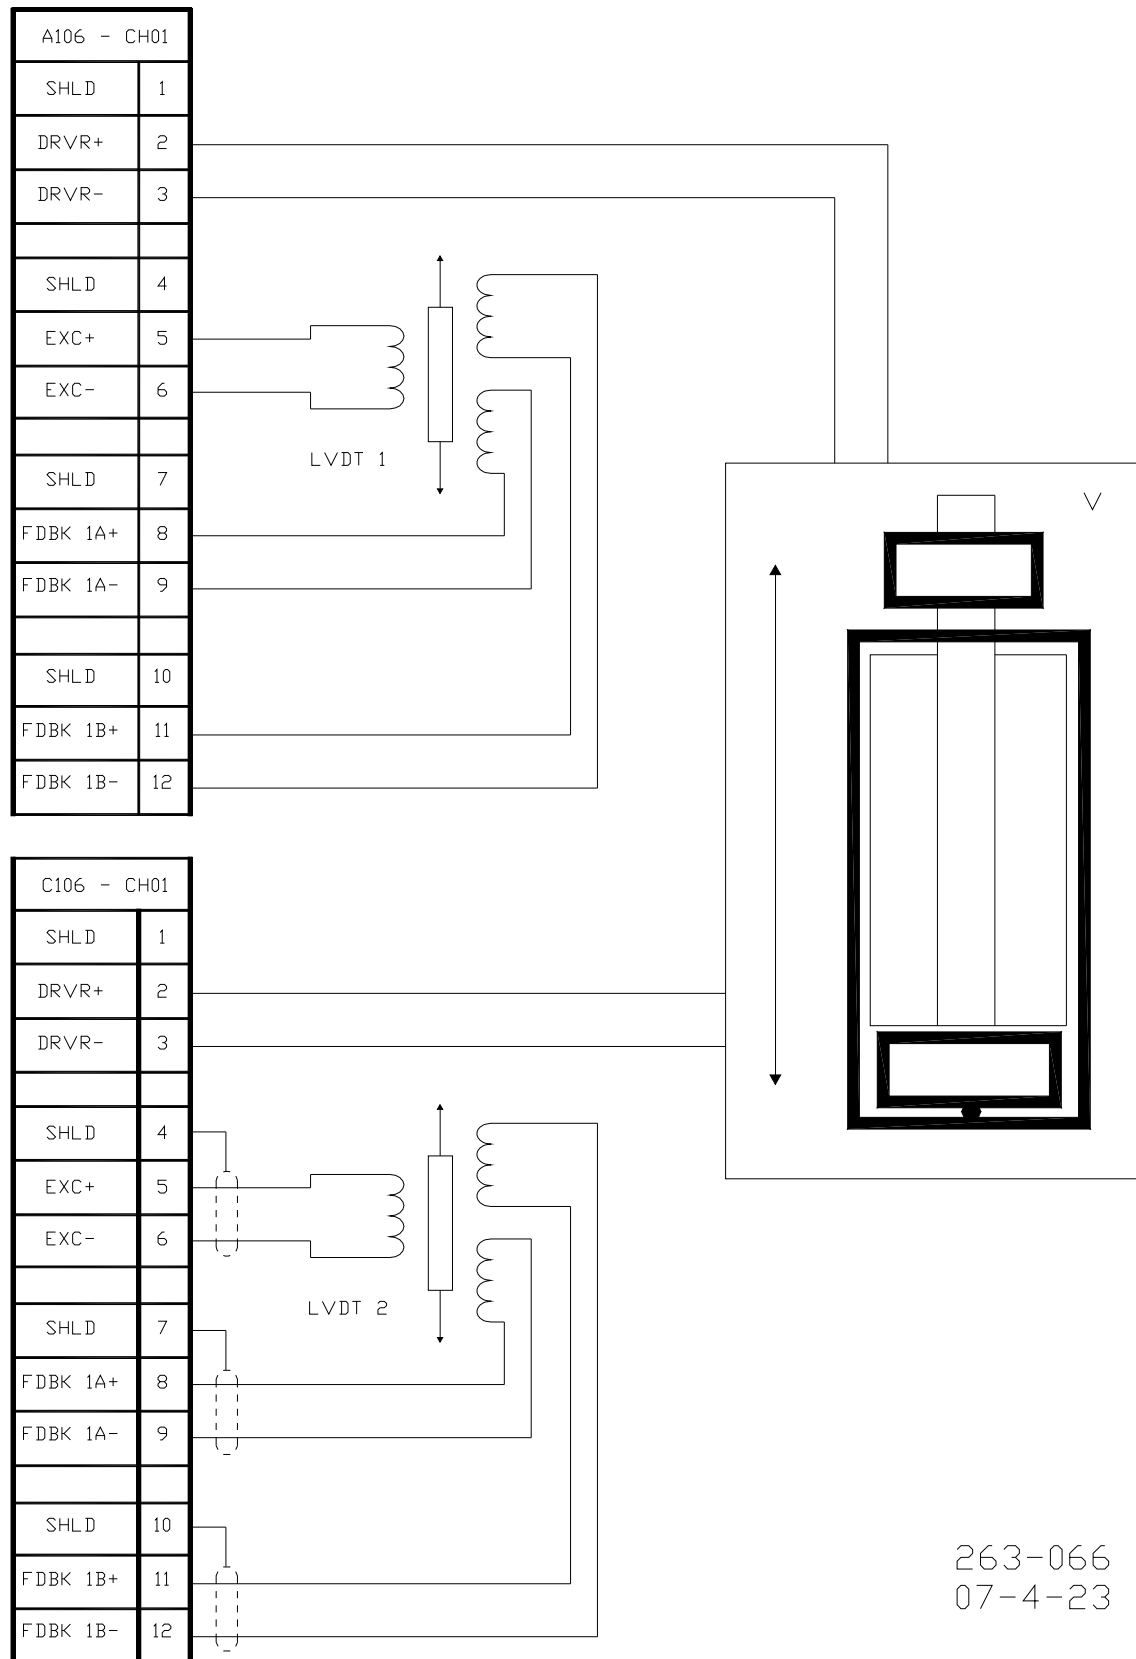 A106 - CH01
SHLD 1
DRVR+ 2
DRVR- 3
SHLD 4
EXC+ 5
EXC- 6
LVDT 1
SHLD 7
FDBK 1A+ 8
FDBK 1A- 9
SHLD 10
FDBK 1B+ 11
FDBK 1B- 12
V
C106 - CH01
SHLD 1
DRVR+ 2
DRVR- 3
SHLD 4
EXC+ 5
EXC- 6
LVDT 2
SHLD 7
FDBK 1A+ 8
FDBK 1A- 9
SHLD 10
FDBK 1B+ 11
FDBK 1B- 12
263-066
07-4-23